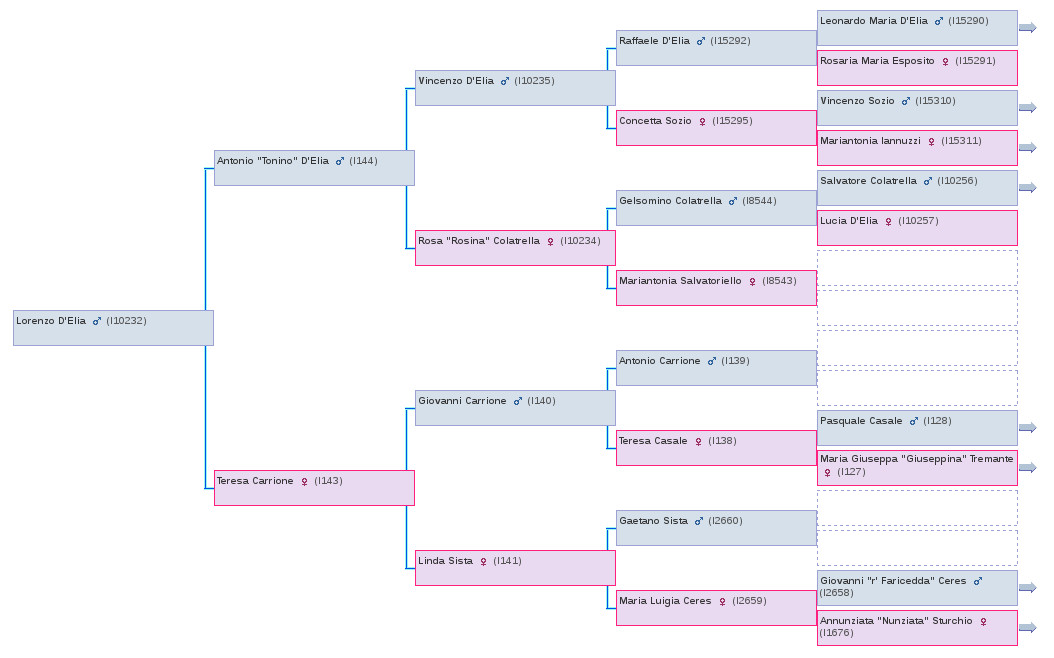 Leonardo Maria D'Elia ♂ (I15290)
Raffaele D'Elia ♂ (I15292)
Rosaria Maria Esposito ♀ (I15291)
Vincenzo D'Elia ♂ (I10235)
Vincenzo Sozio ♂ (I15310)
Concetta Sozio ♀ (I15295)
Mariantonia Iannuzzi ♀ (I15311)
Antonio "Tonino" D'Elia ♂ (I144)
Salvatore Colatrella ♂ (I10256)
Gelsomino Colatrella ♂ (I8544)
Lucia D'Elia ♀ (I10257)
Rosa "Rosina" Colatrella ♀ (I10234)
Mariantonia Salvatoriello ♀ (I8543)
Lorenzo D'Elia ♂ (I10232)
Antonio Carrione ♂ (I139)
Giovanni Carrione ♂ (I140)
Pasquale Casale ♂ (I128)
Teresa Casale ♀ (I138)
Maria Giuseppa "Giuseppina" Tremante
♀ (I127)
Teresa Carrione ♀ (I143)
Gaetano Sista ♂ (I2660)
Linda Sista ♀ (I141)
Giovanni "r' Faricedda" Ceres ♂
(I2658)
Maria Luigia Ceres ♀ (I2659)
Annunziata "Nunziata" Sturchio ♀
(I1676)